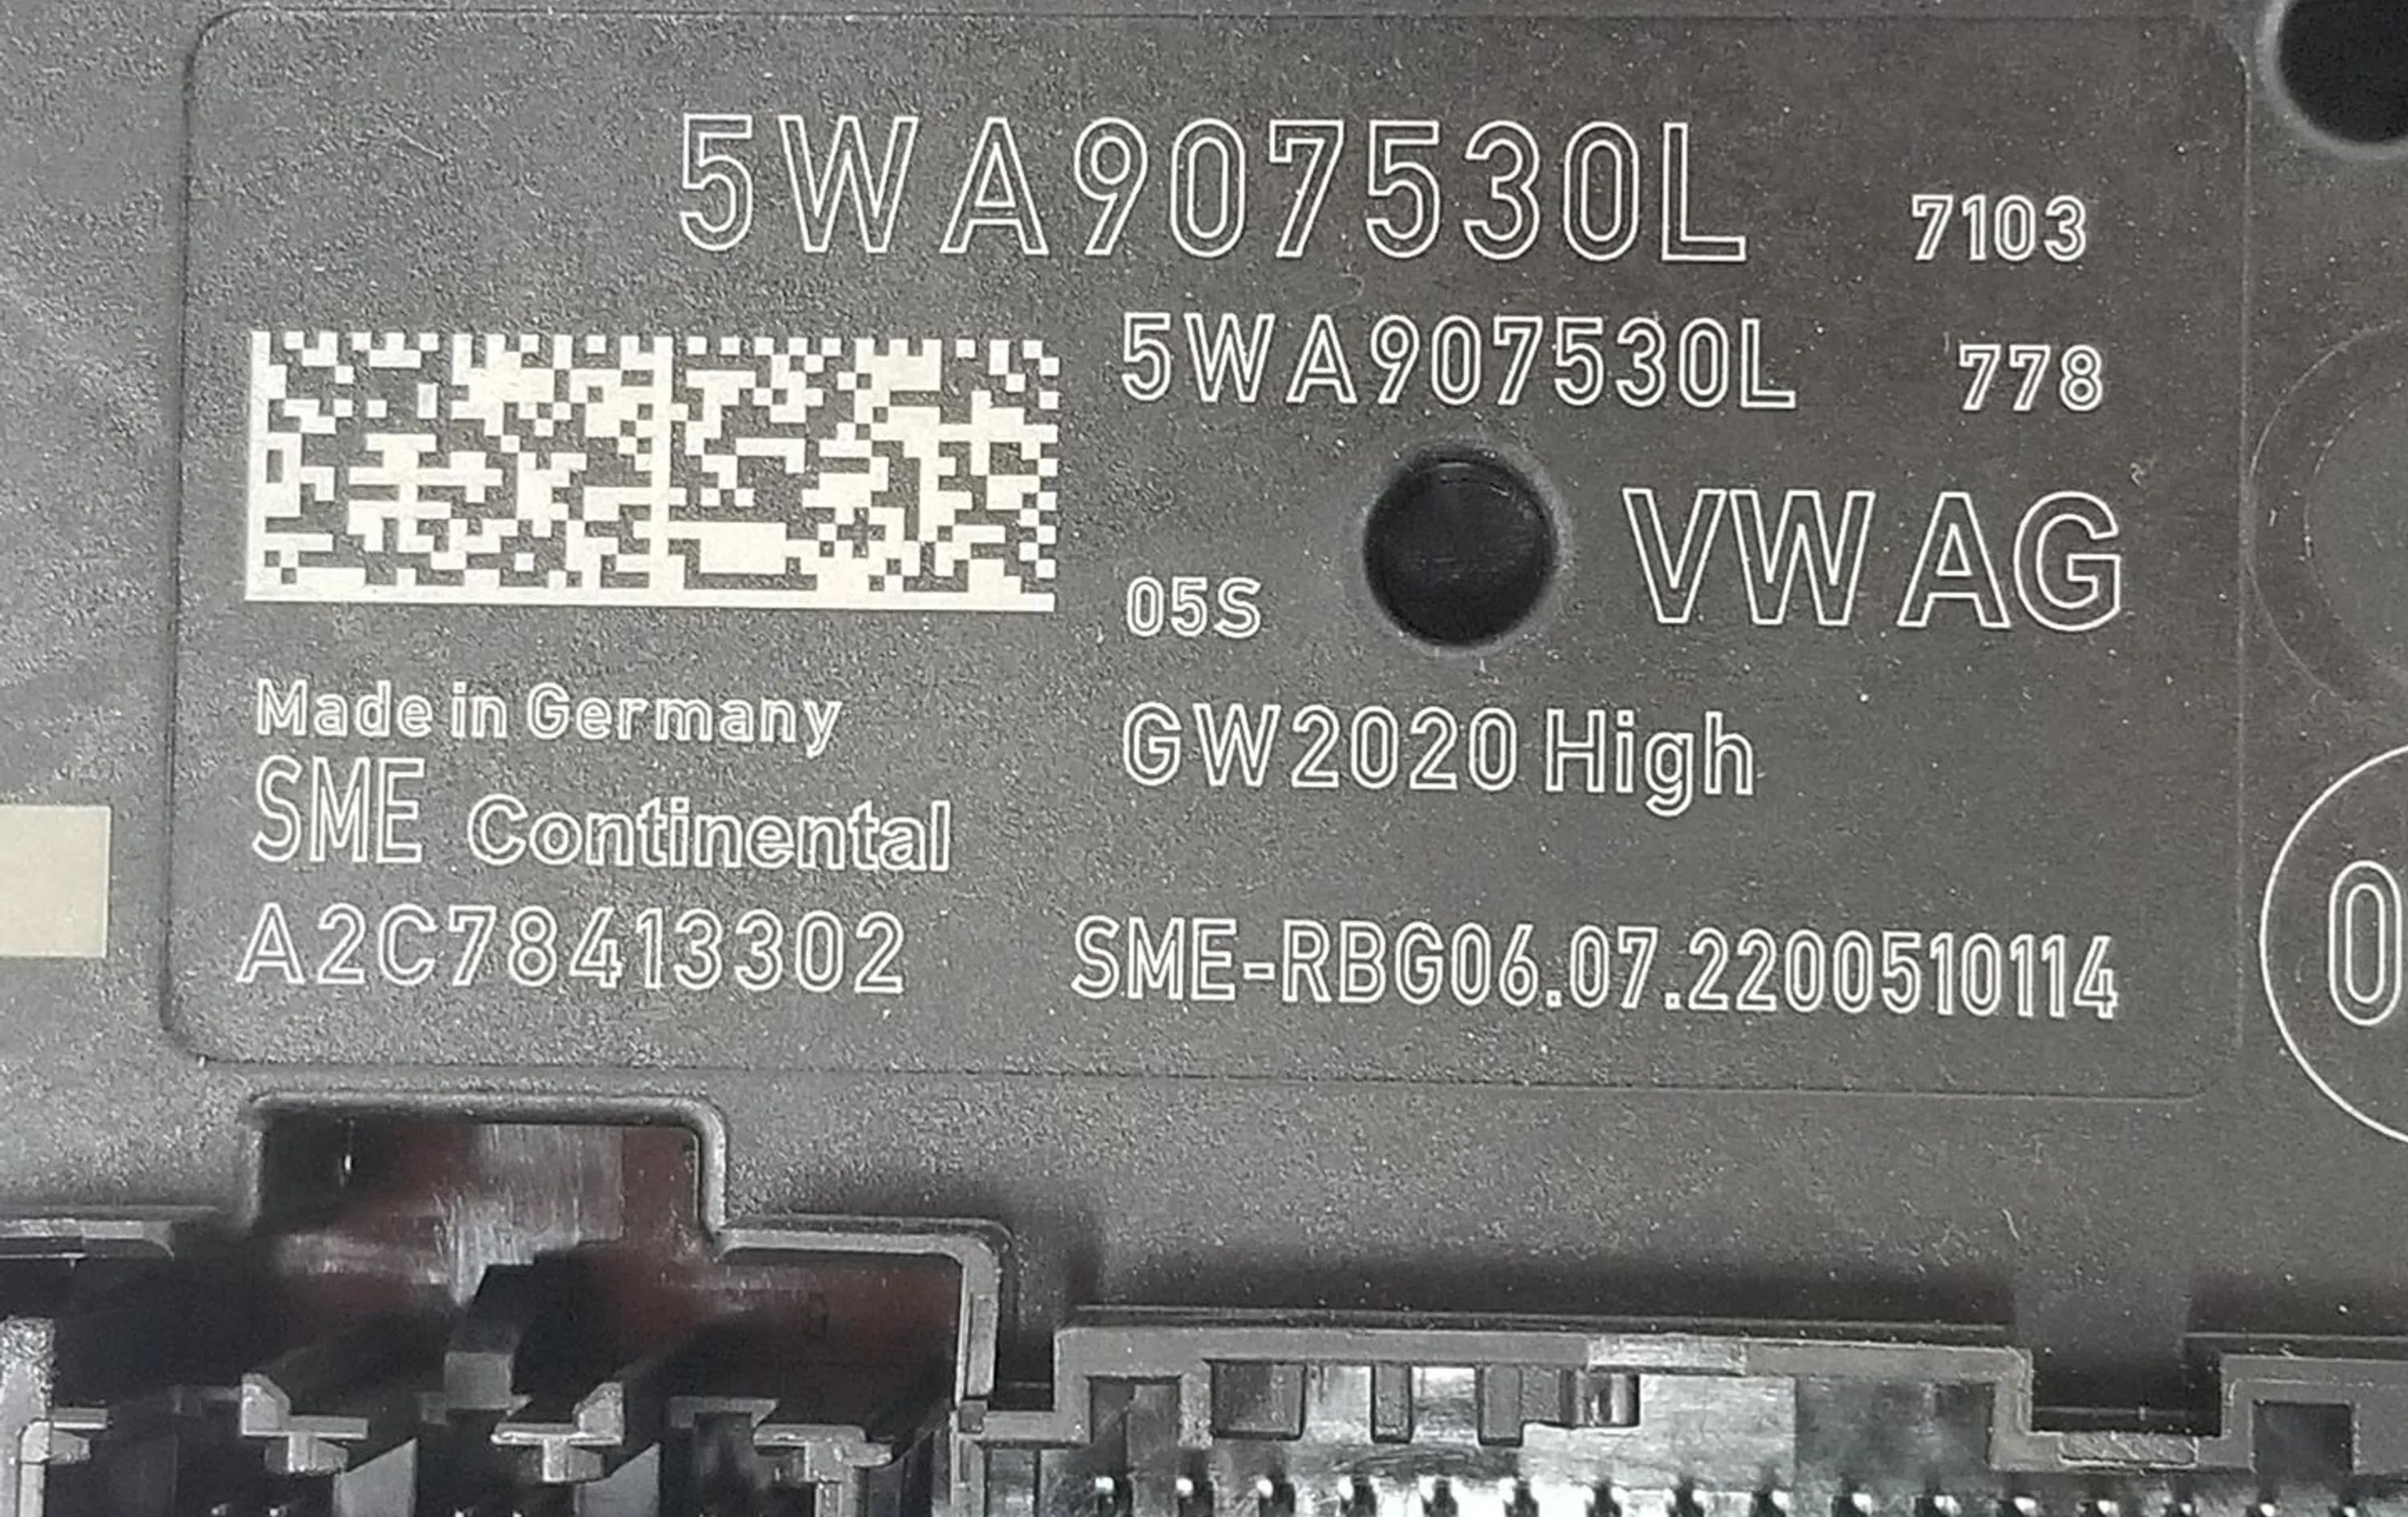 5WA907530L 7103
5WA907530L 778
05S VW AG
Made in Germany
GW2020 High
SME Continental
A2C78413302 SME-RBG06.07.2200510114
0